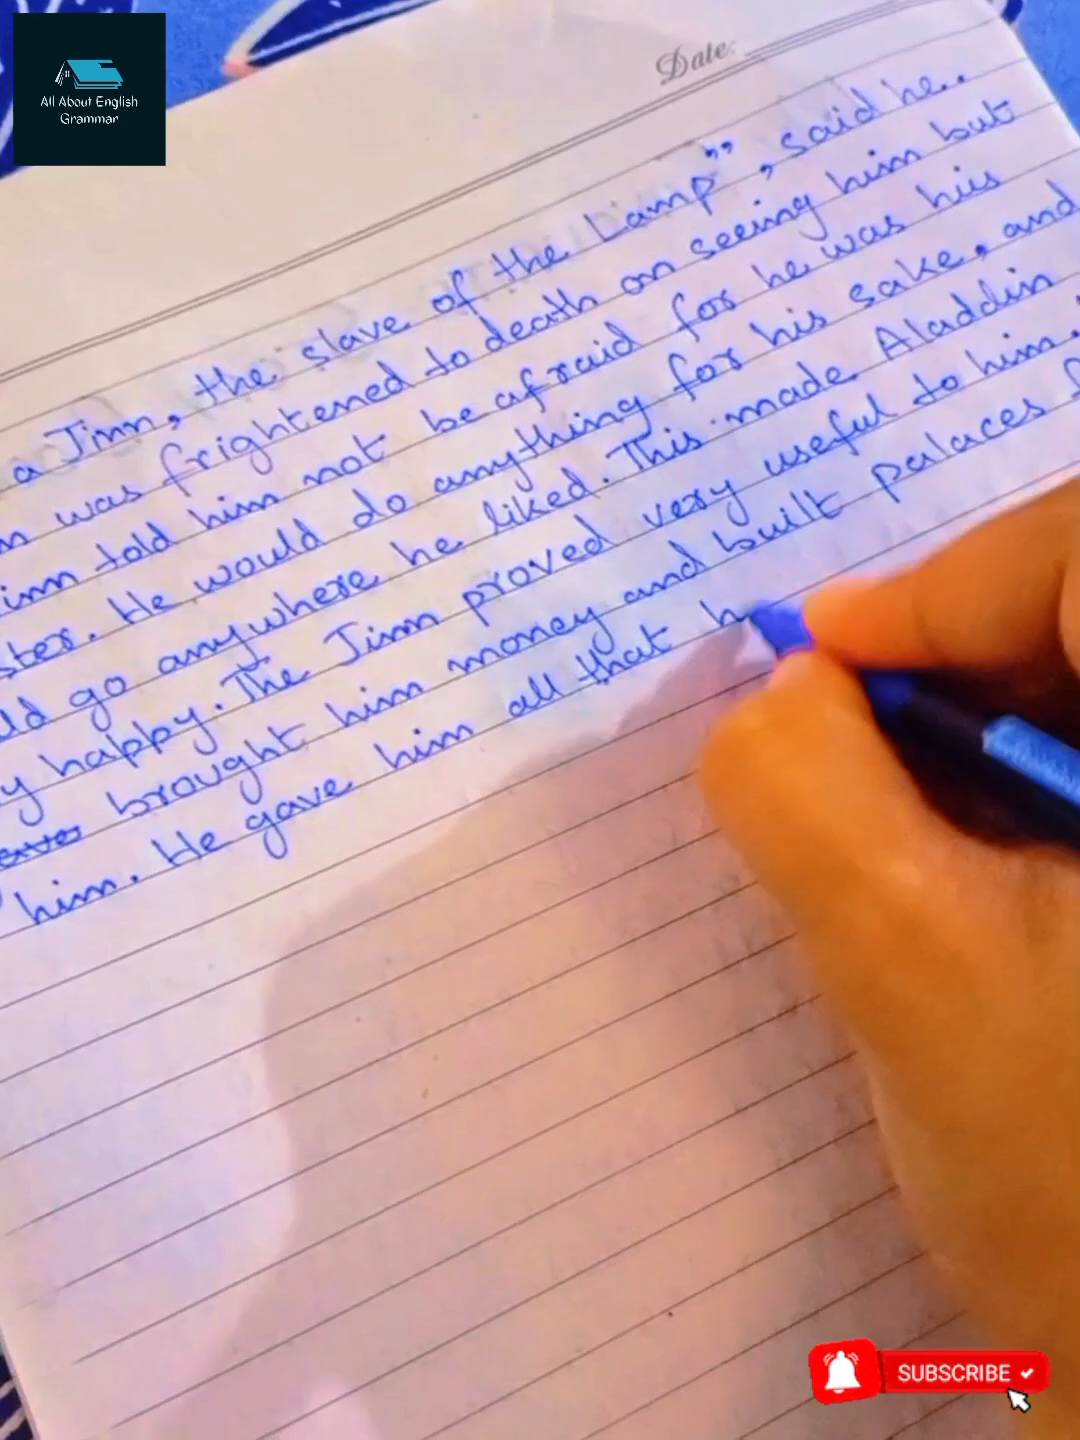 All About English
Grammar
Date:
a Jinn, the slave of the Lamp", said he..
was frightened to death on seeing him but
told him not be afraid for he was his
He would do anything for his sake, and
go anywhere he liked. This made Aladdin
happy. The Jinn proved very useful to him.
brought him money and built palaces
him. He gave him all that h
SUBSCRIBE